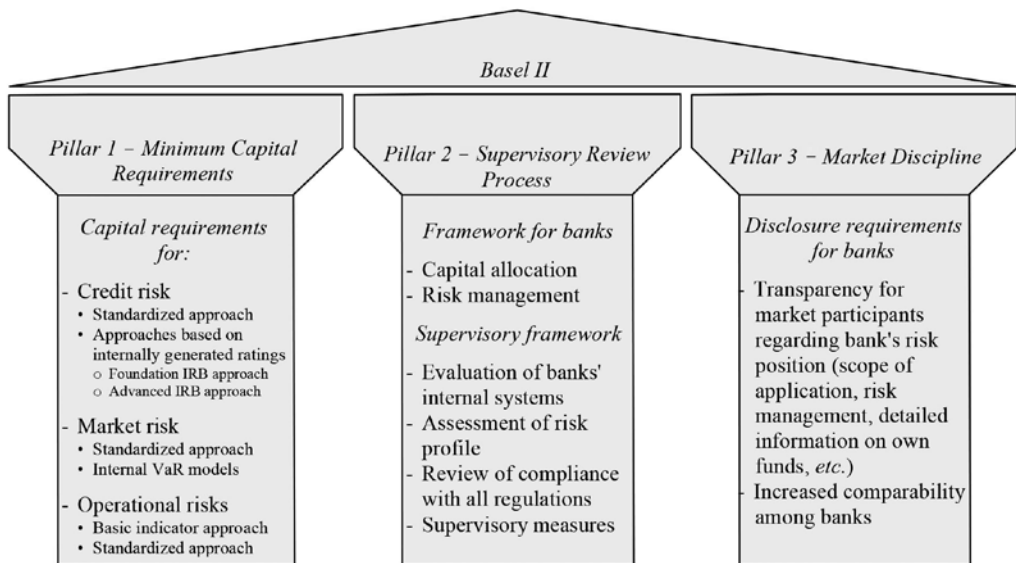 Basel II
Pillar 1 – Minimum Capital
Requirements
Capital requirements
for:
- Credit risk
• Standardized approach
• Approaches based on
internally generated ratings
○ Foundation IRB approach
○ Advanced IRB approach
- Market risk
• Standardized approach
• Internal VaR models
- Operational risks
• Basic indicator approach
• Standardized approach
Pillar 2 – Supervisory Review
Process
Framework for banks
- Capital allocation
- Risk management
Supervisory framework
- Evaluation of banks'
internal systems
- Assessment of risk
profile
- Review of compliance
with all regulations
- Supervisory measures
Pillar 3 – Market Discipline
Disclosure requirements
for banks
- Transparency for
market participants
regarding bank's risk
position (scope of
application, risk
management, detailed
information on own
funds, etc.)
- Increased comparability
among banks